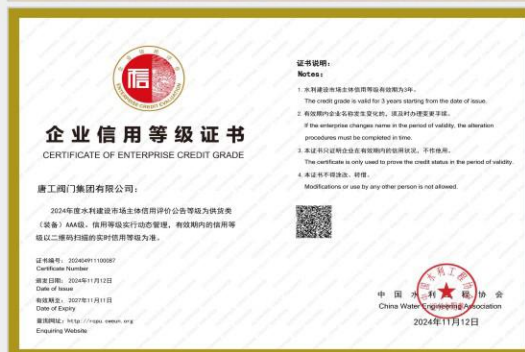 信
ENTERPRISE CREDIT EVALUATION
企业信用等级证书
CERTIFICATE OF ENTERPRISE CREDIT GRADE
唐工阀门集团有限公司：
2024年度水利建设市场主体信用评价公告等级为供货类
（装备）AAA级。信用等级实行动态管理，有效期内的信用等
级以二维码扫描的实时信用等级为准。
证书编号：
Certificate Number
颁发日期： 2024年11月12日
Date of Issue
有效期至： 2027年11月11日
Date of Expiry
查询网址：
Enquiring Website
证书说明：
Notes:
1. 水利建设市场主体信用等级有效期为3年。
The credit grade is valid for 3 years starting from the date of issue.
2. 有效期内企业名称发生变化的，须及时办理变更手续。
If the enterprise changes name in the period of validity, the alteration
procedures must be completed in time.
3. 本证书只证明企业在有效期内的信用状况，不作他用。
The certificate is only used to prove the credit status in the period of validity.
4. 本证书不得涂改、转借。
Modifications or use by any other person is not allowed.
中国水利工程协会
China Water Engineering Association
2024年11月12日